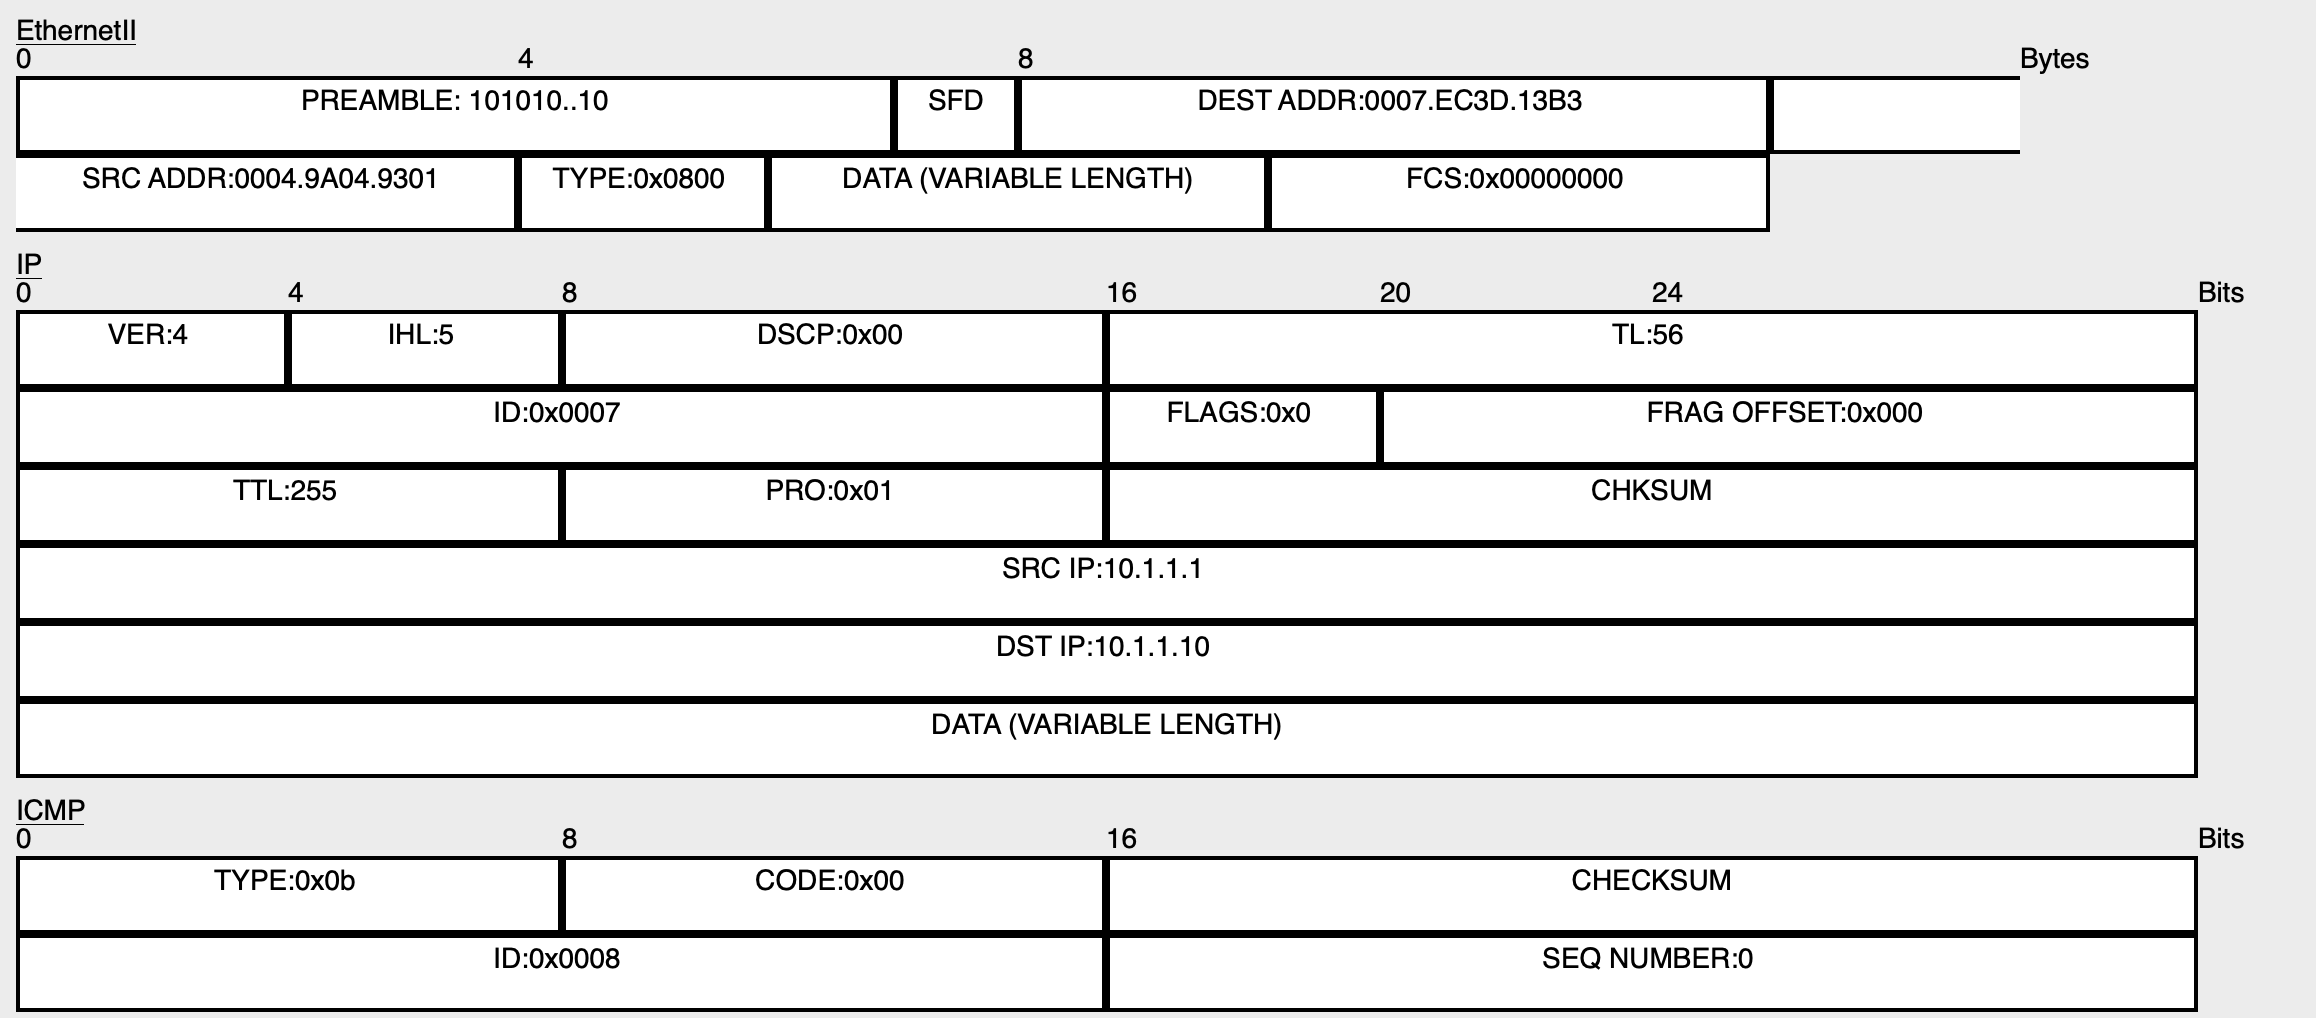 EthernetII
0 4 8 Bytes
PREAMBLE: 101010..10 SFD DEST ADDR:0007.EC3D.13B3
SRC ADDR:0004.9A04.9301 TYPE:0x0800 DATA (VARIABLE LENGTH) FCS:0x00000000
IP
0 4 8 16 20 24 Bits
VER:4 IHL:5 DSCP:0x00 TL:56
ID:0x0007 FLAGS:0x0 FRAG OFFSET:0x000
TTL:255 PRO:0x01 CHKSUM
SRC IP:10.1.1.1
DST IP:10.1.1.10
DATA (VARIABLE LENGTH)
ICMP
0 8 16 Bits
TYPE:0x0b CODE:0x00 CHECKSUM
ID:0x0008 SEQ NUMBER:0